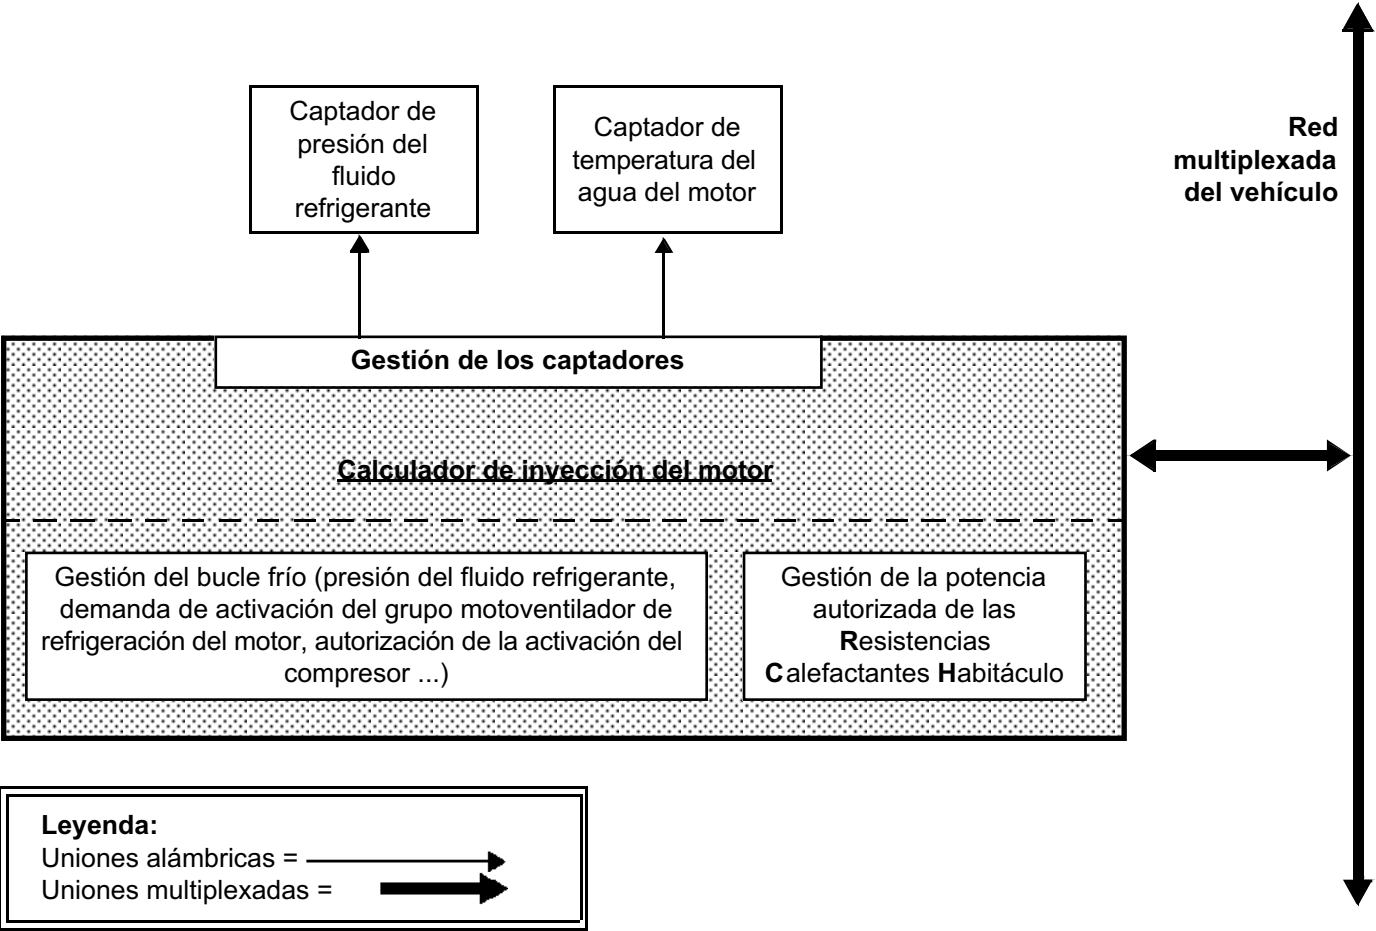 Captador de
presión del
fluido
refrigerante
Captador de
temperatura del
agua del motor
Red
multiplexada
del vehículo
Gestión de los captadores
Calculador de inyección del motor
Gestión del bucle frío (presión del fluido refrigerante,
demanda de activación del grupo motoventilador de
refrigeración del motor, autorización de la activación del
compresor ...)
Gestión de la potencia
autorizada de las
Resistencias
Calefactantes Habitáculo
Leyenda:
Uniones alámbricas =
Uniones multiplexadas =